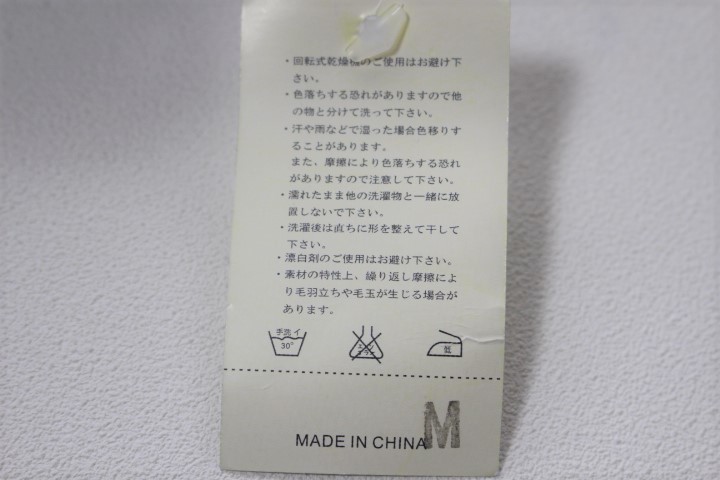 ・回転式乾燥機のご使用はお避け下
さい。
・色落ちする恐れがありますので他
の物と分けて洗って下さい。
・汗や雨などで湿った場合色移りす
ることがあります。
また、摩擦により色落ちする恐れ
がありますので注意して下さい。
・濡れたまま他の洗濯物と一緒に放
置しないで下さい。
・洗濯後は直ちに形を整えて干して
下さい。
・漂白剤のご使用はお避け下さい。
・素材の特性上、繰り返し摩擦によ
り毛羽立ちや毛玉が生じる場合が
あります。
手洗イ
30°
エンソ
サラシ
低
MADE IN CHINA
M